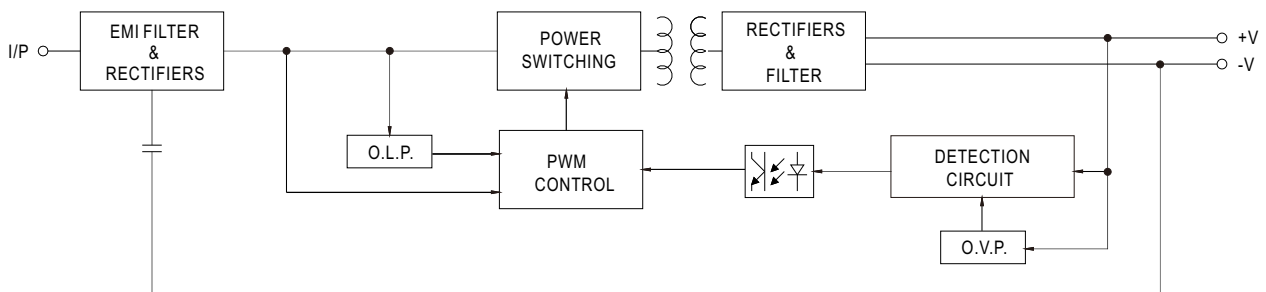 I/P
EMI FILTER
&
RECTIFIERS
POWER
SWITCHING
RECTIFIERS
&
FILTER
+V
-V
O.L.P.
PWM
CONTROL
DETECTION
CIRCUIT
O.V.P.